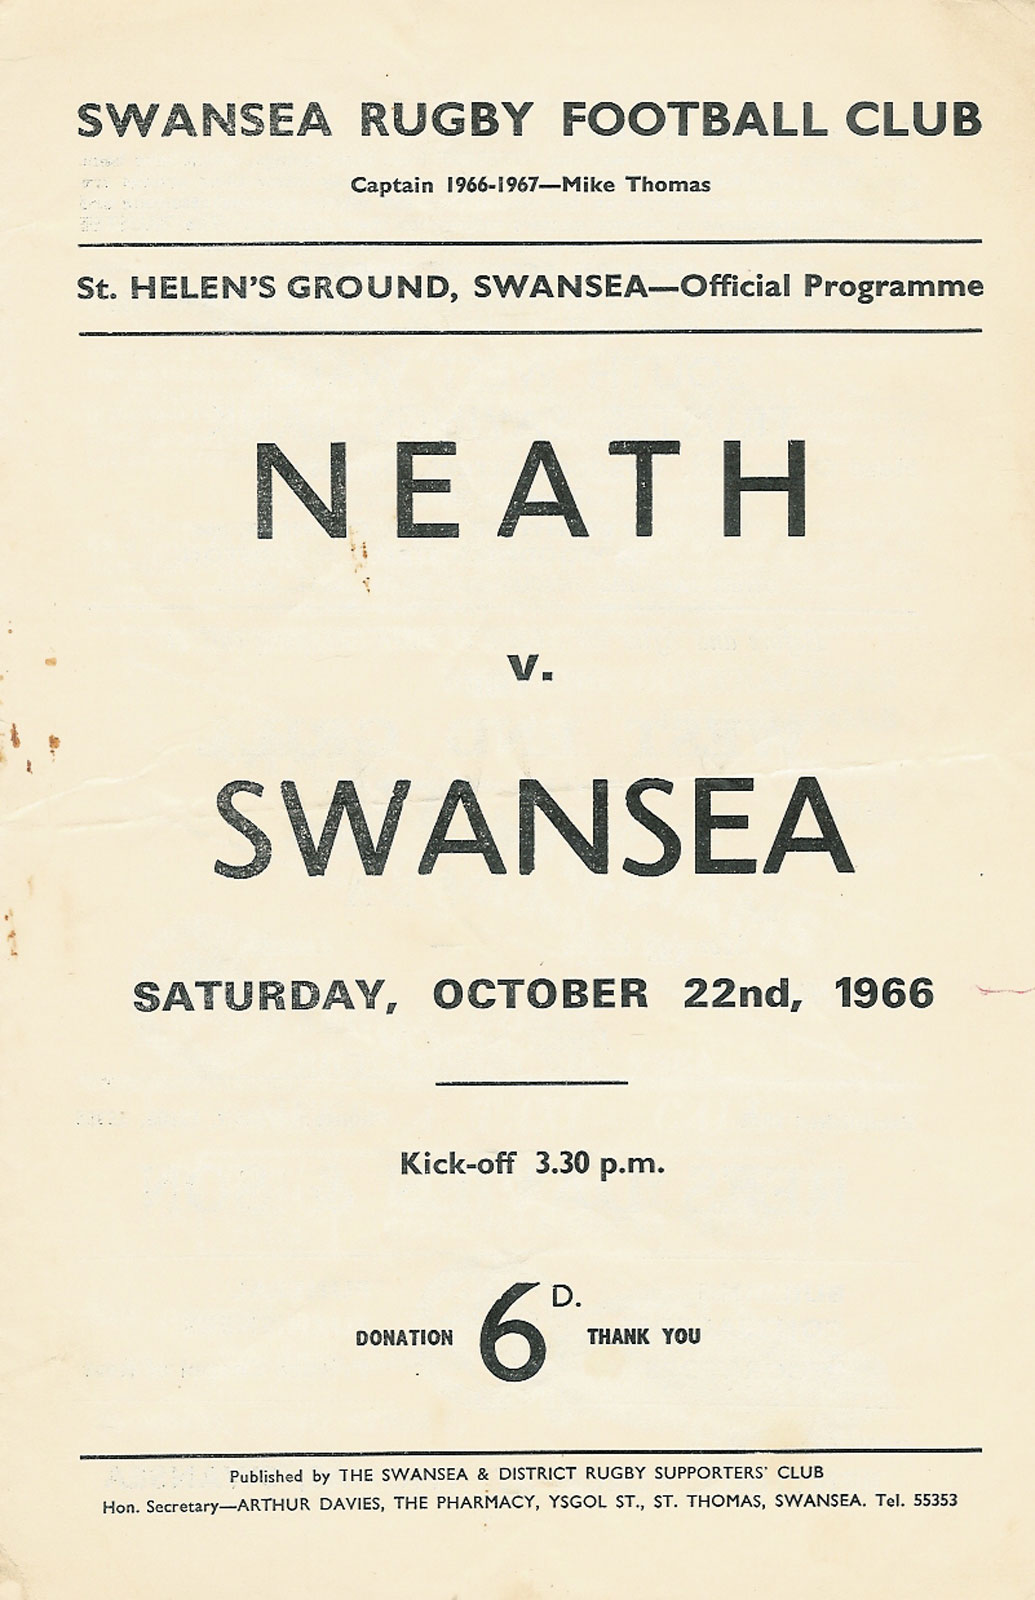 SWANSEA RUGBY FOOTBALL CLUB
Captain 1966-1967—Mike Thomas
St. HELEN'S GROUND, SWANSEA—Official Programme
NEATH
v.
SWANSEA
SATURDAY, OCTOBER 22nd, 1966
Kick-off 3.30 p.m.
DONATION 6D. THANK YOU
Published by THE SWANSEA & DISTRICT RUGBY SUPPORTERS' CLUB
Hon. Secretary—ARTHUR DAVIES, THE PHARMACY, YSGOL ST., ST. THOMAS, SWANSEA. Tel. 55353